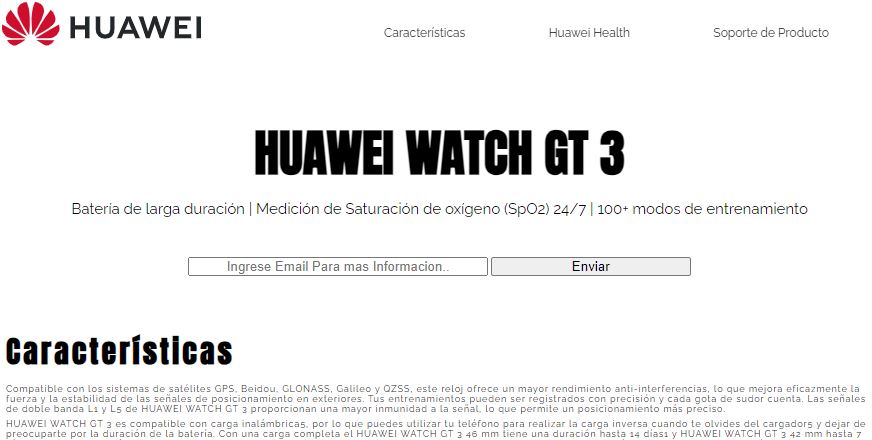 HUAWEI
Características Huawei Health Soporte de Producto
HUAWEI WATCH GT 3
Batería de larga duración | Medición de Saturación de oxígeno (SpO2) 24/7 | 100+ modos de entrenamiento
Ingrese Email Para mas Informacion.. Enviar
Características
Compatible con los sistemas de satélites GPS, Beidou, GLONASS, Galileo y QZSS, este reloj ofrece un mayor rendimiento anti-interferencias, lo que mejora eficazmente la
fuerza y la estabilidad de las señales de posicionamiento en exteriores. Tus entrenamientos pueden ser registrados con precisión y cada gota de sudor cuenta. Las señales
de doble banda L1 y L5 de HUAWEI WATCH GT 3 proporcionan una mayor inmunidad a la señal, lo que permite un posicionamiento más preciso.
HUAWEI WATCH GT 3 es compatible con carga inalámbrica5, por lo que puedes utilizar tu teléfono para realizar la carga inversa cuando te olvides del cargador5 y dejar de
preocuparte por la duración de la batería. Con una carga completa el HUAWEI WATCH GT 3 46 mm tiene una duración hasta 14 días1 y HUAWEI WATCH GT 3 42 mm hasta 7